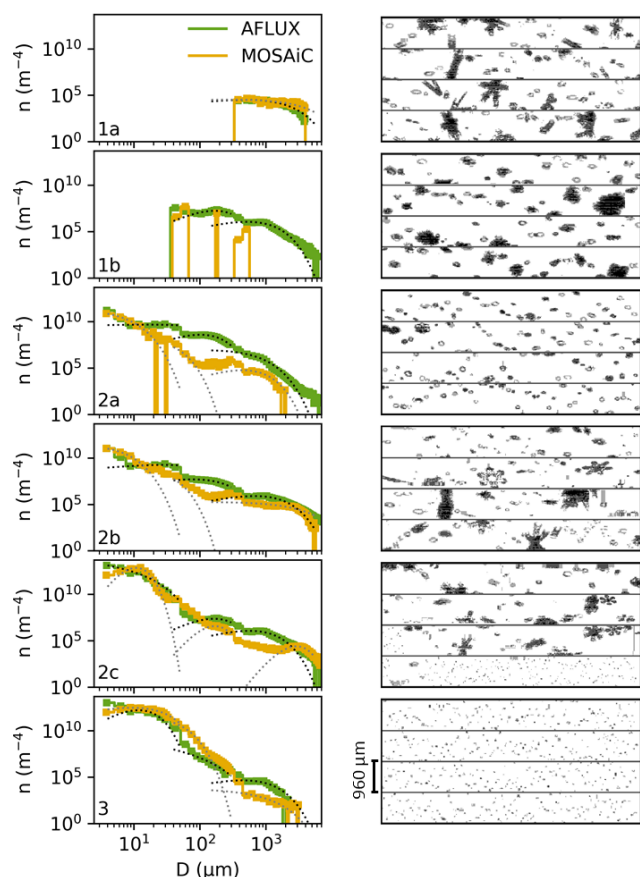 AFLUX
MOSAiC
n (m⁻⁴)
10¹⁰
10⁵
10⁰
1a
n (m⁻⁴)
10¹⁰
10⁵
10⁰
1b
n (m⁻⁴)
10¹⁰
10⁵
10⁰
2a
n (m⁻⁴)
10¹⁰
10⁵
10⁰
2b
n (m⁻⁴)
10¹⁰
10⁵
10⁰
2c
n (m⁻⁴)
10¹⁰
10⁵
10⁰
3
960 μm
10¹ 10² 10³
D (μm)